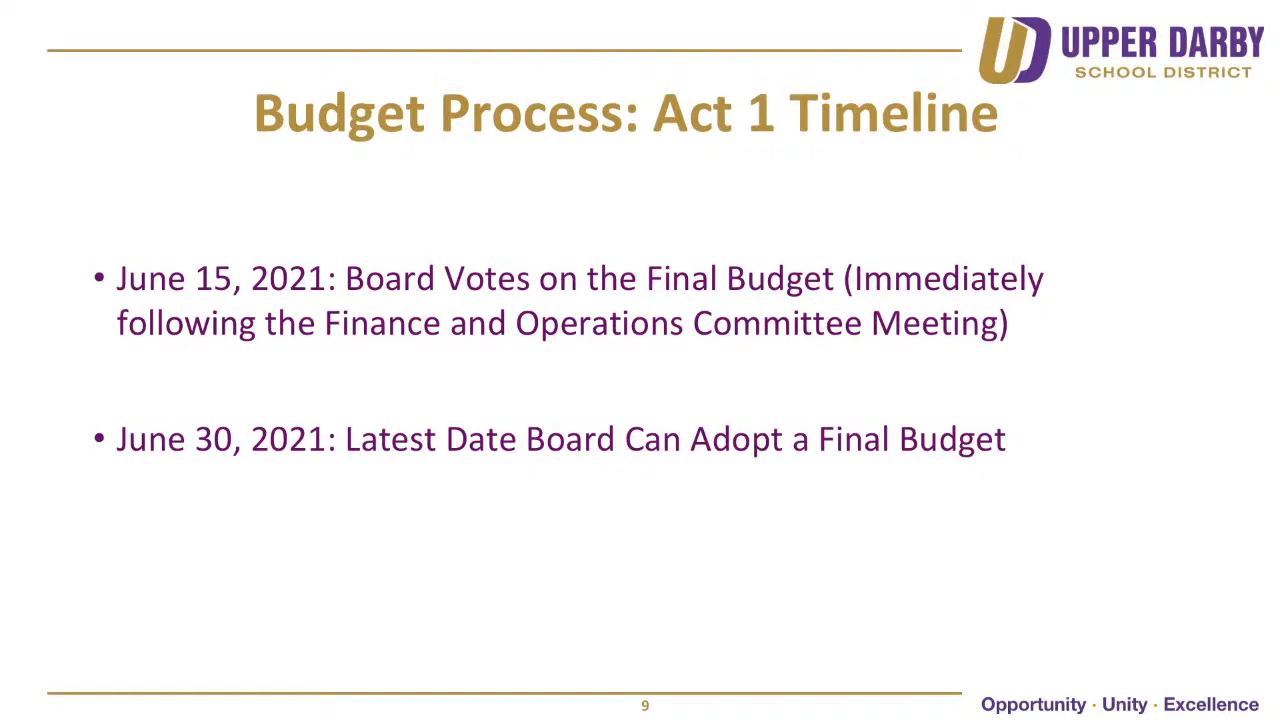 UPPER DARBY
SCHOOL DISTRICT
Budget Process: Act 1 Timeline
• June 15, 2021: Board Votes on the Final Budget (Immediately
following the Finance and Operations Committee Meeting)
• June 30, 2021: Latest Date Board Can Adopt a Final Budget
9
Opportunity · Unity · Excellence